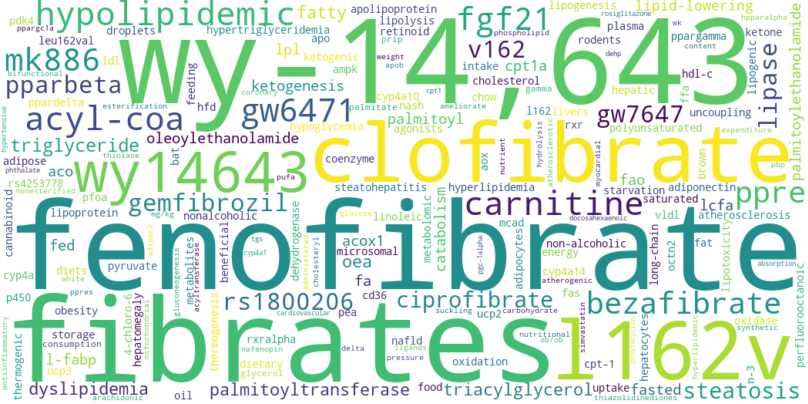 pdk4
hypolipidemic
fatty
apolipoprotein
lipolysis
retinoid
lipogenesis
rosiglitazone
wk
phospholipid
lipid-lowering
hpparalpha
ppargc1a
leu162val
droplets
hypertriglyceridemia
apo
wy-14,643
fgf21
prip
rodents
plasma
ppargamma
content
ketone
mk886
ldl
lpl
ketogenic
ampk
weight
apob
v162
intake
cpt1a
cholesterol
gamma
hdl-c
ffa
lipogenic
dehp
lipase
palmitoylethanolamide
bifunctional
pparbeta
feeding
hfd
ketogenesis
cyp4a10
cpt1
chow
hepatic
hypertensive
esterification
coronary
ppardelta
palmitate
nash
ameliorate
l162
livers
uncoupling
acyl-coa
gw6471
hypoglycemia
palmitoyl
agonists
gw7647
polyunsaturated
triglyceride
oleoylethanolamide
clofibrate
hydrolysis
rxr
atherosclerotic
myocardial
nutrient
expenditure
thiolase
adipose
aco
wy14643
bat
coenzyme
aox
fao
brown
adiponectin
pbp
phthalate
rs4253778
nonesterified
pfoa
pufa
steatohepatitis
hyperlipidemia
starvation
saturated
ppre
cannabinoid
lipoprotein
gemfibrozil
linoleic
carnitine
lcfa
mg/kg
nonalcoholic
docosahexaenoic
vldl
atherosclerosis
fed
fenofibrate
beneficial
dehydrogenase
acox1
microsomal
oea
metabolomic
catabolism
mcad
adipocytes
non-alcoholic
energy
long-chain
octn2
fat
lipotoxicity
diets
pyruvate
metabolites
glucose
adipor2
tgs
cyp4a1
cholesteryl
fa
cd36
pgc-1alpha
cyp4a14
atherogenic
fas
absorption
cyp4a
white
ppres
gluconeogenesis
acyltransferase
p450
obesity
4-chloro-6
hepatomegaly
mitochondrial
thermogenesis
rs1800206
cardiovascular
suckling
carbohydrate
ciprofibrate
simvastatin
bezafibrate
oxidase
synthetic
perfluorooctanoic
antiinflammatory
thermogenic
storage
consumption
l-fabp
ucp3
fibrates
rxralpha
nafenopin
dietary
glycerol
pea
ucp2
delta
ligands
pressure
nafld
nutritional
ob/ob
oxidation
cpt-1
l162v
hepatocytes
hyperlipidemic
n-3
dyslipidemia
arachidonic
oil
palmitoyltransferase
food
triacylglycerol
uptake
thiazolidinediones
fasted
steatosis